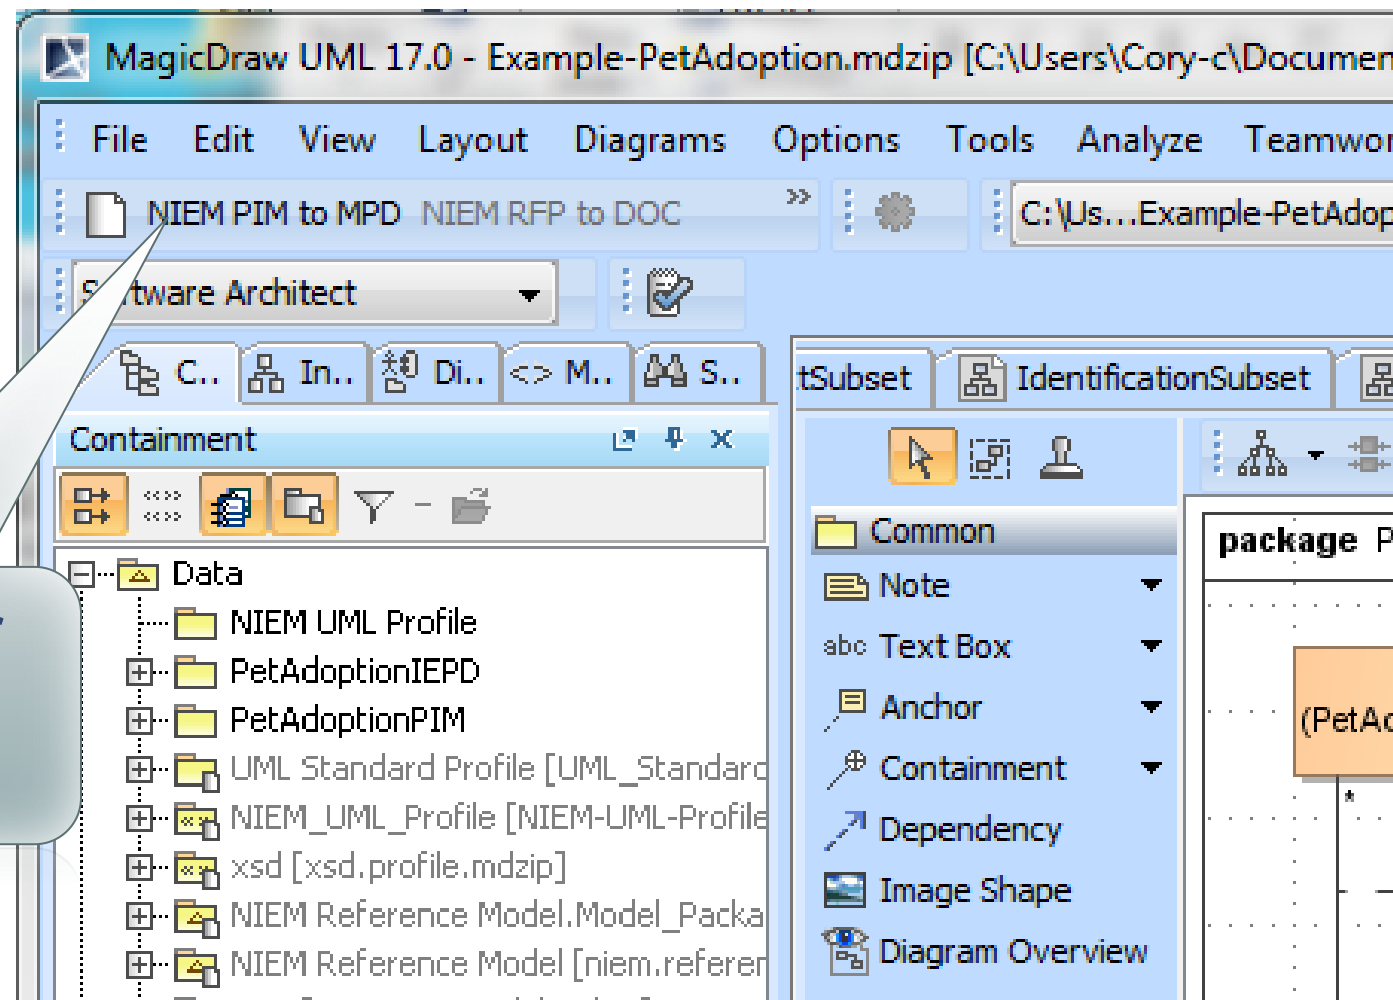 MagicDraw UML 17.0 - Example-PetAdoption.mdzip [C:\Users\Cory-c\Documen
File Edit View Layout Diagrams Options Tools Analyze Teamwor
NIEM PIM to MPD NIEM RFP to DOC » C:\Us...Example-PetAdop
Software Architect
C.. In.. Di.. <> M.. S.. tSubset IdentificationSubset
Containment
Common
package P
Data
Note
NIEM UML Profile
Text Box
PetAdoptionIEPD
Anchor
(PetAd
PetAdoptionPIM
Containment
UML Standard Profile [UML_Standard
*
NIEM_UML_Profile [NIEM-UML-Profile
Dependency
xsd [xsd.profile.mdzip]
Image Shape
NIEM Reference Model.Model_Packa
Diagram Overview
NIEM Reference Model [niem.referen